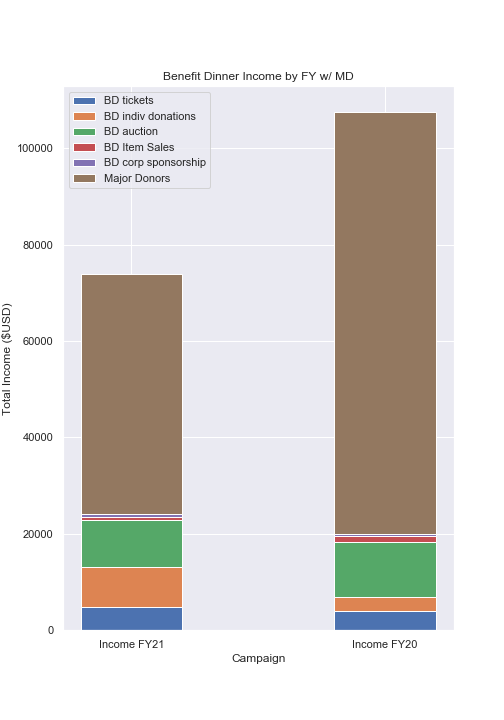 Benefit Dinner Income by FY w/ MD
BD tickets
BD indiv donations
BD auction
BD Item Sales
BD corp sponsorship
Major Donors
100000
80000
60000
40000
20000
0
Total Income ($USD)
Income FY21
Income FY20
Campaign